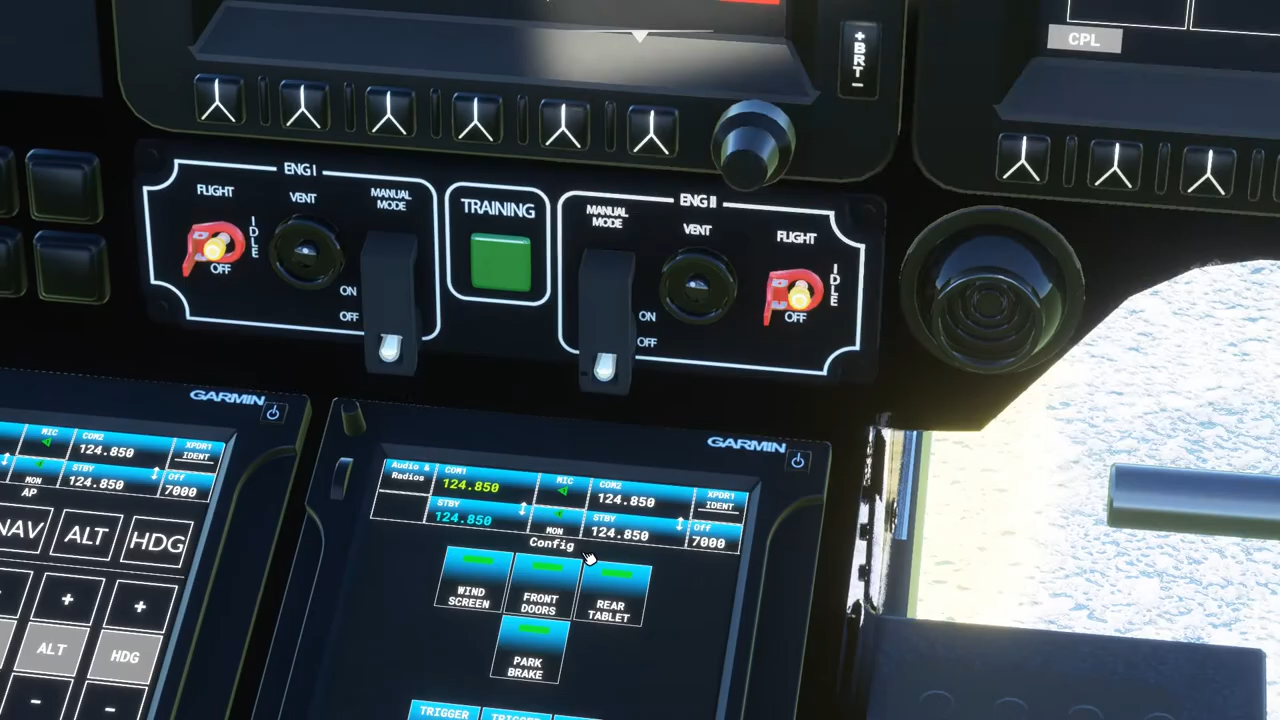 +BRT-
CPL
ENG I
FLIGHT
VENT
MANUAL
MODE
IDLE
OFF
ON
OFF
TRAINING
ENG II
MANUAL
MODE
VENT
FLIGHT
IDLE
OFF
ON
OFF
GARMIN
MIC
COM2
124.850
XPDR1
IDENT
MON
STBY
124.850
Off
7000
AP
NAV
ALT
HDG
+
+
ALT
HDG
-
-
GARMIN
Audio &
Radios
COM1
124.850
MIC
COM2
124.850
XPDR1
IDENT
STBY
124.850
MON
STBY
124.850
Off
7000
Config
WIND
SCREEN
FRONT
DOORS
REAR
TABLET
PARK
BRAKE
TRIGGER